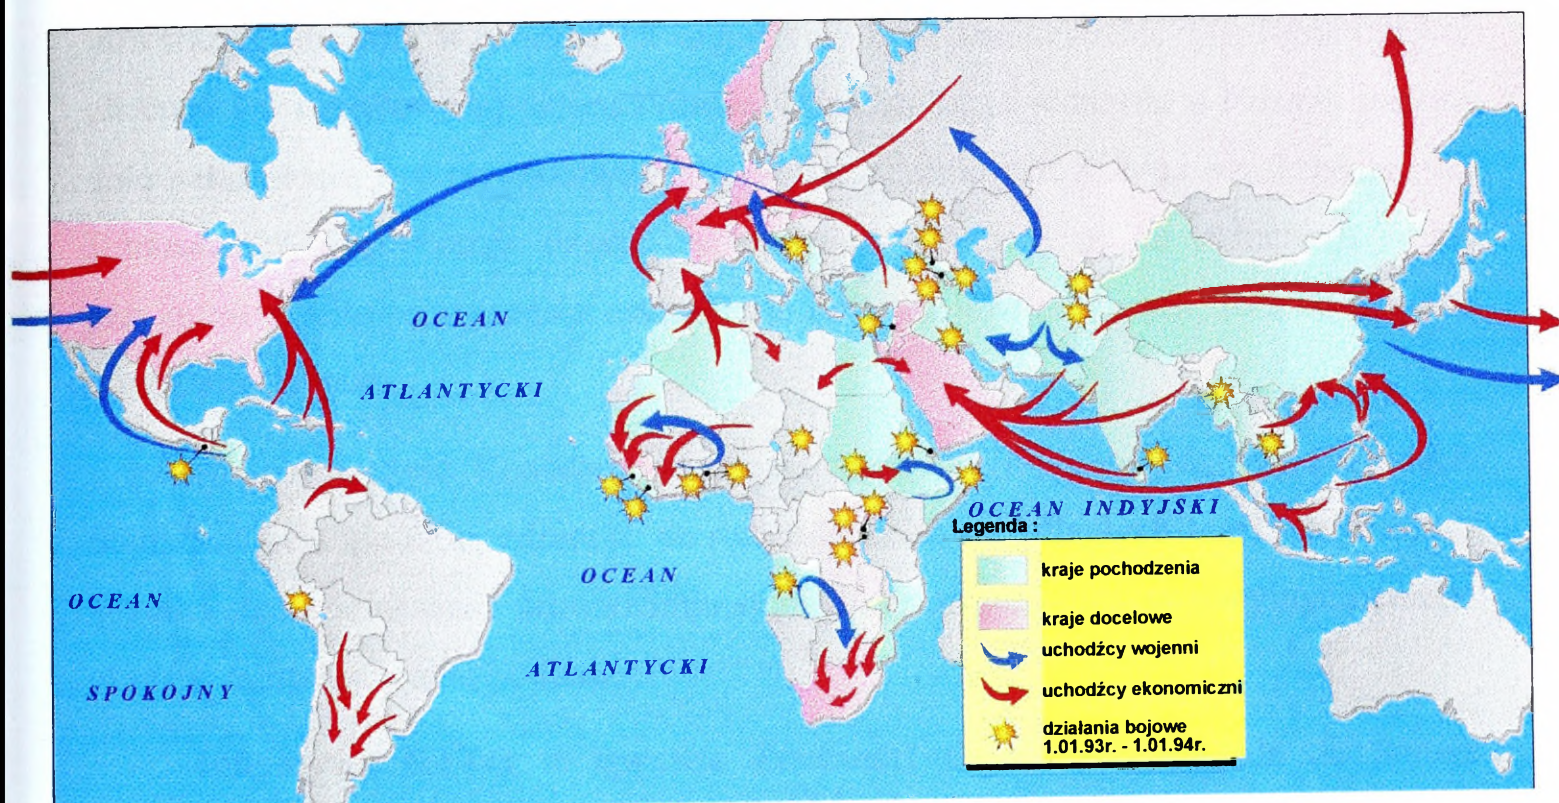 OCEAN
ATLANTYCKI
OCEAN INDYJSKI
OCEAN
SPOKOJNY
OCEAN
ATLANTYCKI
Legenda :
kraje pochodzenia
kraje docelowe
uchodźcy wojenni
uchodźcy ekonomiczni
działania bojowe
1.01.93r. - 1.01.94r.